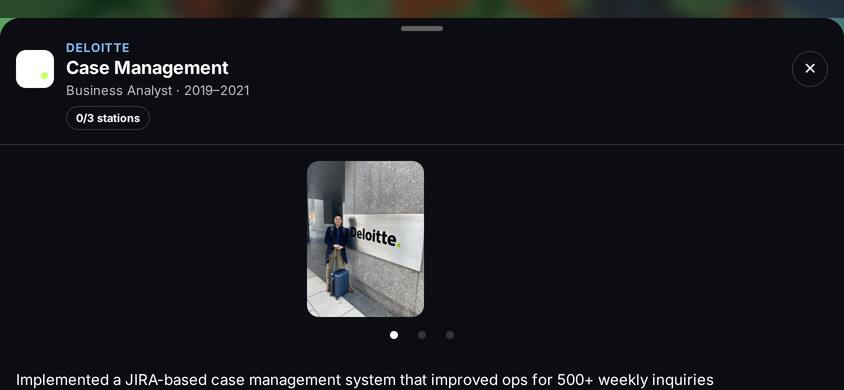 DELOITTE
Case Management
Business Analyst · 2019–2021
0/3 stations
Deloitte.
Implemented a JIRA-based case management system that improved ops for 500+ weekly inquiries